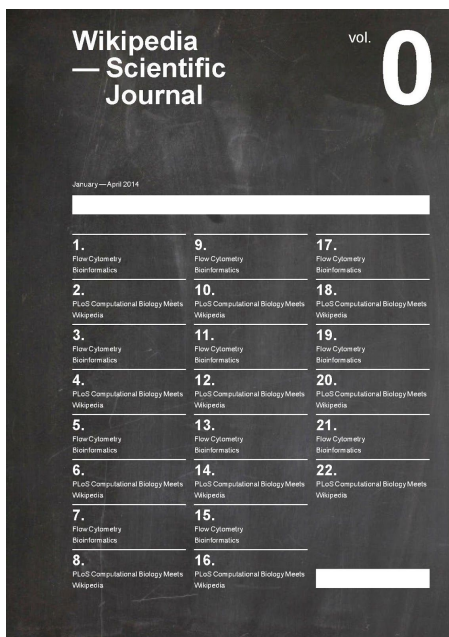 Wikipedia
— Scientific
Journal
vol.
0
January — April 2014
1.
Flow Cytometry
Bioinformatics
2.
PLoS Computational Biology Meets
Wikipedia
3.
Flow Cytometry
Bioinformatics
4.
PLoS Computational Biology Meets
Wikipedia
5.
Flow Cytometry
Bioinformatics
6.
PLoS Computational Biology Meets
Wikipedia
7.
Flow Cytometry
Bioinformatics
8.
PLoS Computational Biology Meets
Wikipedia
9.
Flow Cytometry
Bioinformatics
10.
PLoS Computational Biology Meets
Wikipedia
11.
Flow Cytometry
Bioinformatics
12.
PLoS Computational Biology Meets
Wikipedia
13.
Flow Cytometry
Bioinformatics
14.
PLoS Computational Biology Meets
Wikipedia
15.
Flow Cytometry
Bioinformatics
16.
PLoS Computational Biology Meets
Wikipedia
17.
Flow Cytometry
Bioinformatics
18.
PLoS Computational Biology Meets
Wikipedia
19.
Flow Cytometry
Bioinformatics
20.
PLoS Computational Biology Meets
Wikipedia
21.
Flow Cytometry
Bioinformatics
22.
PLoS Computational Biology Meets
Wikipedia